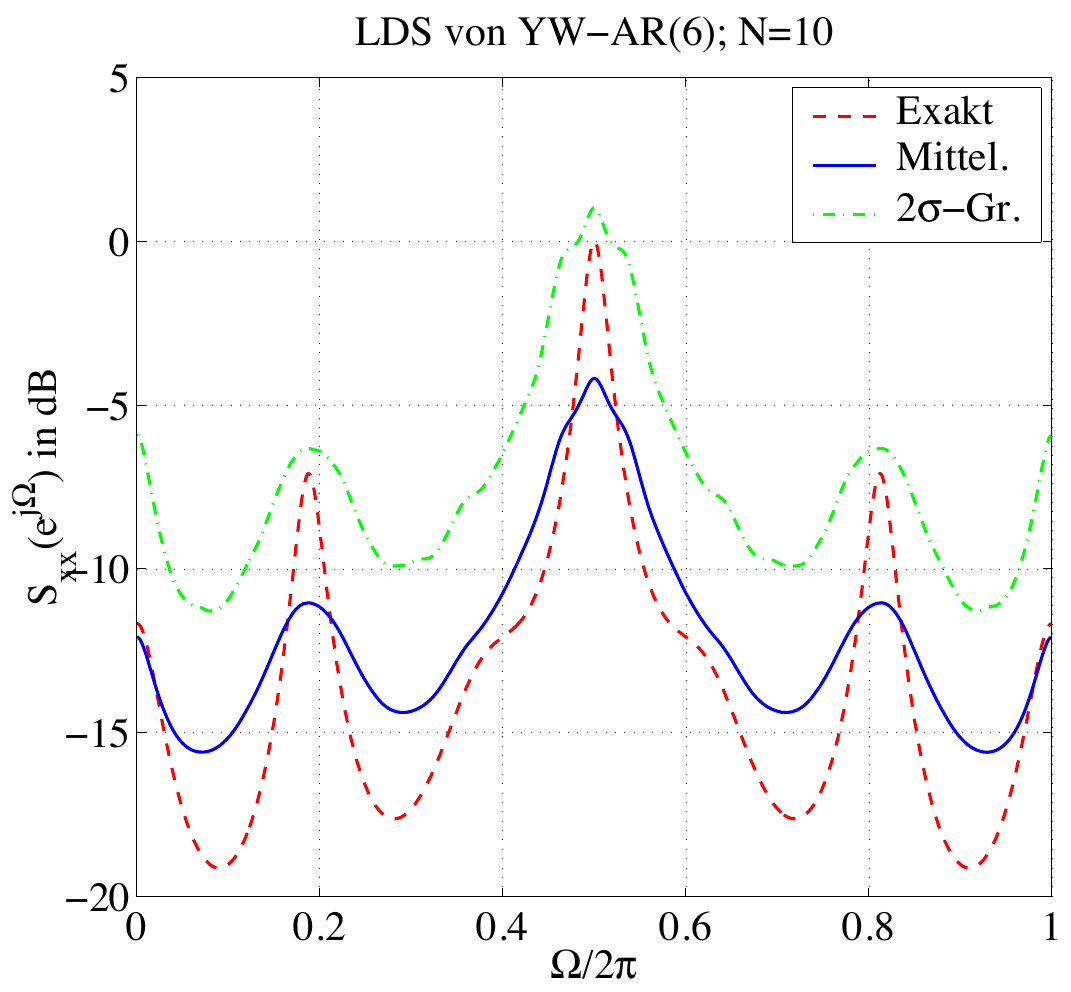 LDS von YW−AR(6); N=10
Exakt
Mittel.
2σ−Gr.
5
0
−5
−10
−15
−20
S_xx(e^jΩ) in dB
0
0.2
0.4
0.6
0.8
1
Ω/2π